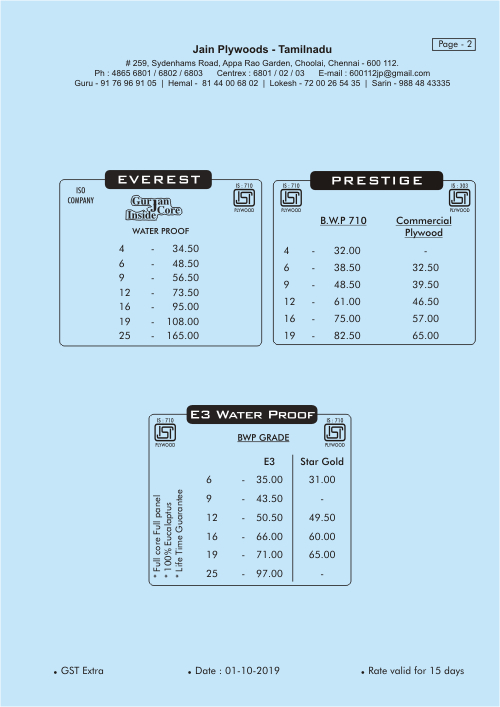 Page - 2
Jain Plywoods - Tamilnadu
# 259, Sydenhams Road, Appa Rao Garden, Choolai, Chennai - 600 112.
Ph : 4865 6801 / 6802 / 6803 Centrex : 6801 / 02 / 03 E-mail : 600112jp@gmail.com
Guru - 91 76 96 91 05 | Hemal - 81 44 00 68 02 | Lokesh - 72 00 26 54 35 | Sarin - 988 48 43335
EVEREST
ISO
COMPANY
Gurjan
Inside Core
IS : 710
PLYWOOD
WATER PROOF
4 - 34.50
6 - 48.50
9 - 56.50
12 - 73.50
16 - 95.00
19 - 108.00
25 - 165.00
PRESTIGE
IS : 710
PLYWOOD
IS : 303
PLYWOOD
B.W.P 710 Commercial
Plywood
4 - 32.00 -
6 - 38.50 32.50
9 - 48.50 39.50
12 - 61.00 46.50
16 - 75.00 57.00
19 - 82.50 65.00
E3 WATER PROOF
IS : 710
PLYWOOD
IS : 710
PLYWOOD
BWP GRADE
E3 Star Gold
6 - 35.00 31.00
9 - 43.50 -
12 - 50.50 49.50
16 - 66.00 60.00
19 - 71.00 65.00
25 - 97.00 -
* Full core Full panel
* 100% Eucalaptus
* Life Time Guarantee
• GST Extra • Date : 01-10-2019 • Rate valid for 15 days